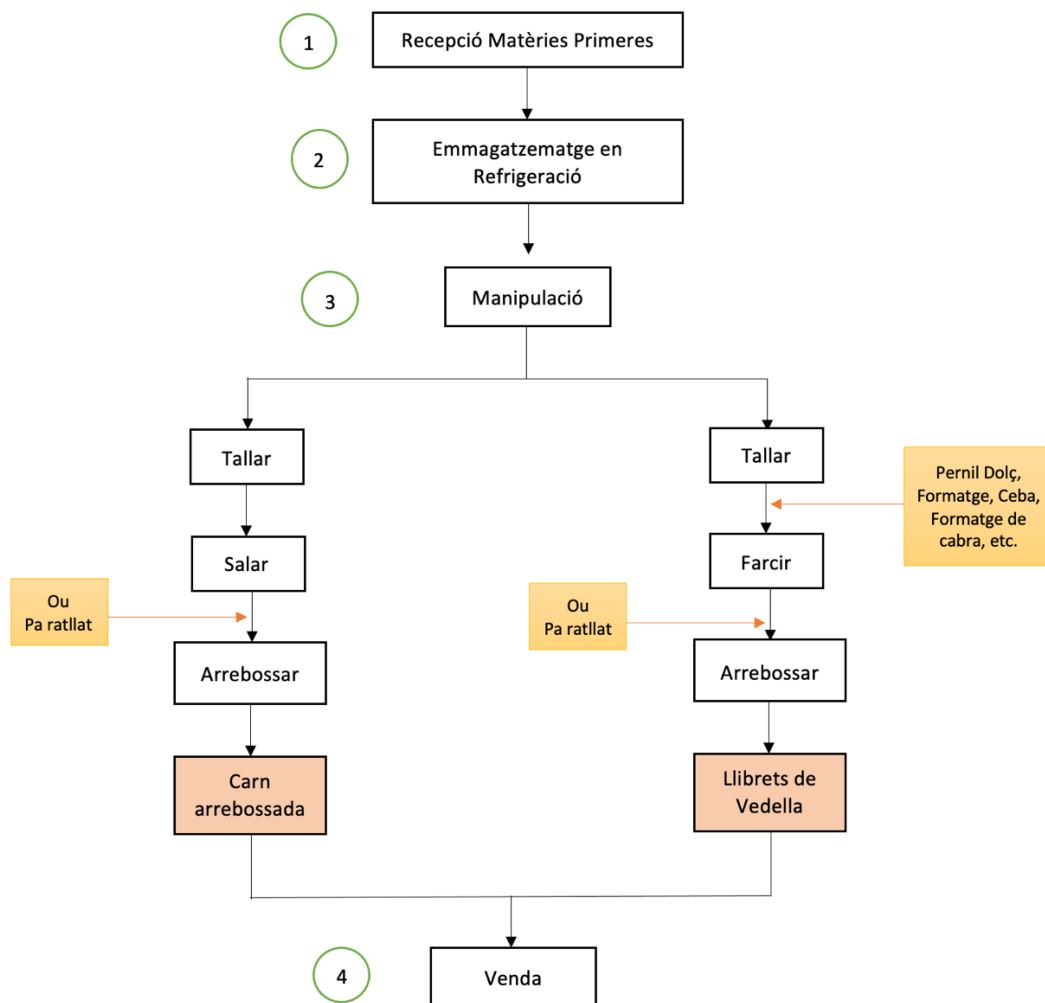 1
Recepció Matèries Primeres
2
Emmagatzematge en
Refrigeració
3
Manipulació
Tallar
Salar
Ou
Pa ratllat
Arrebossar
Carn
arrebossada
Tallar
Pernil Dolç,
Formatge, Ceba,
Formatge de
cabra, etc.
Farcir
Ou
Pa ratllat
Arrebossar
Llibrets de
Vedella
4
Venda